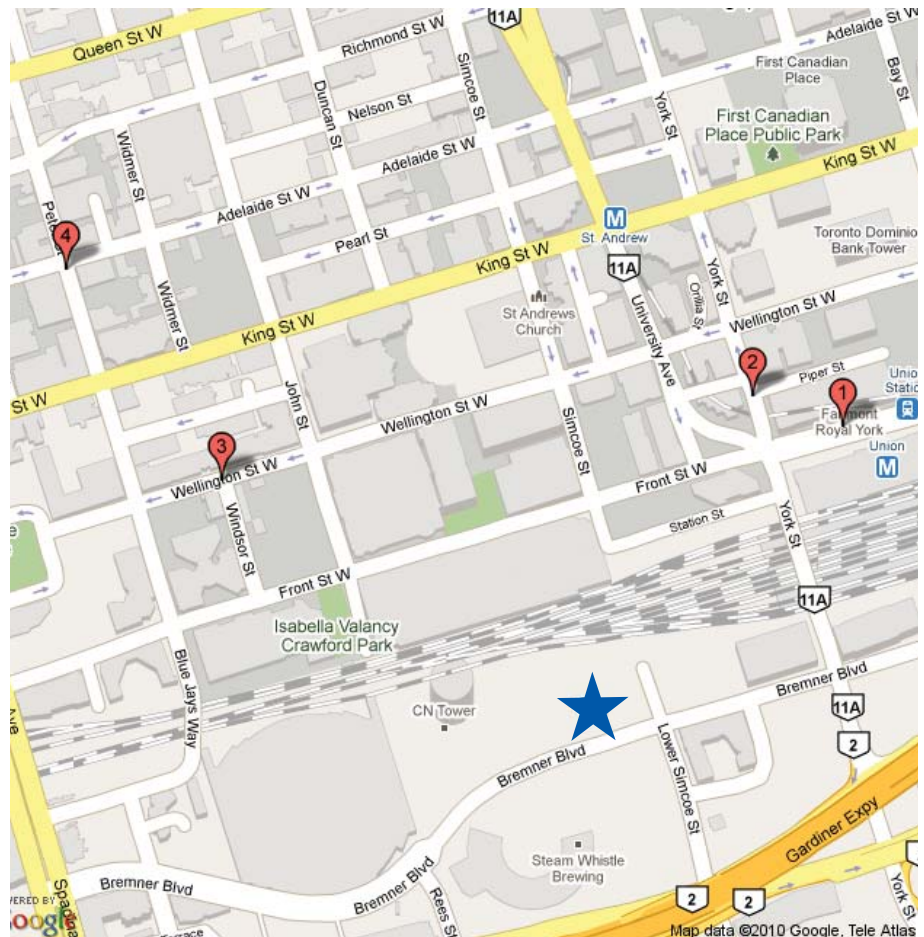 11A
Queen St W
Richmond St W
Adelaide St W
First Canadian
Place
Simcoe St
Duncan St
Nelson St
York St
Bay St
First Canadian
Place Public Park
Widmer St
Adelaide St W
King St W
4
Adelaide St W
Pearl St
M
St. Andrew
Toronto Dominion
Bank Tower
King St W
11A
York St
Orillia St
Widmer St
St Andrews
Church
University Ave
Wellington St W
King St W
2
Piper St
1
St W
John St
Wellington St W
Fairmont
Royal York
Union
M
3
Simcoe St
Wellington St W
Front St W
Windsor St
Station St
York St
Front St W
11A
Isabella Valancy
Crawford Park
Blue Jays Way
Bremner Blvd
CN Tower
11A
2
Bremner Blvd
Lower Simcoe St
Gardiner Expy
Steam Whistle
Brewing
Bremner Blvd
Bremner Blvd
Rees St
2
2
York St
Map data ©2010 Google, Tele Atlas